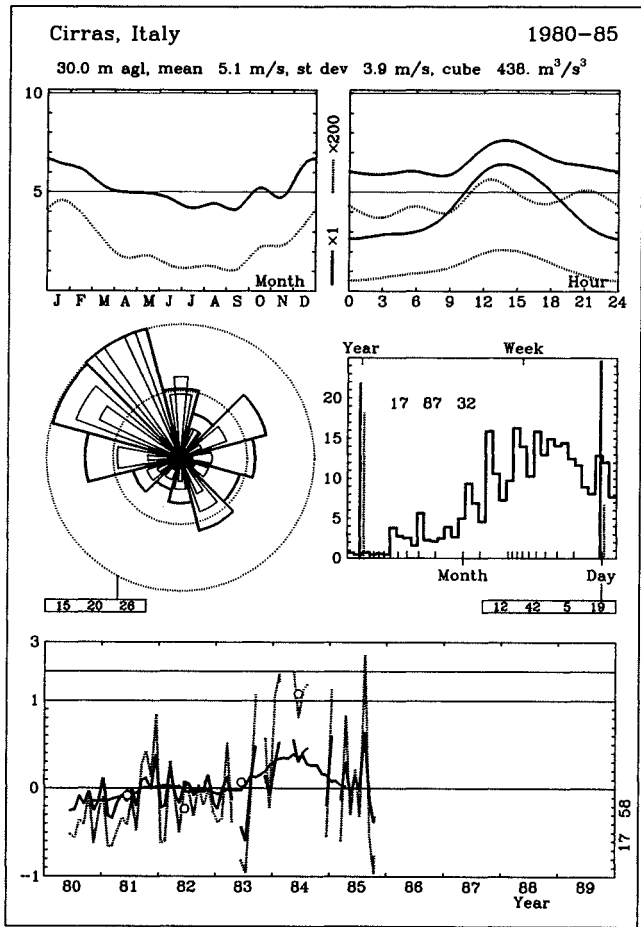 Cirras, Italy 1980-85
30.0 m agl, mean 5.1 m/s, st dev 3.9 m/s, cube 438. m³/s³
10
5
Month
J F M A M J J A S O N D
×1 ×200
Hour
0 3 6 9 12 15 18 21 24
15 20 26
Year Week
20
15
10
5
0
17 87 32
Month Day
12 42 5 19
3
1
0
-1
80 81 82 83 84 85 86 87 88 89
Year
17 58